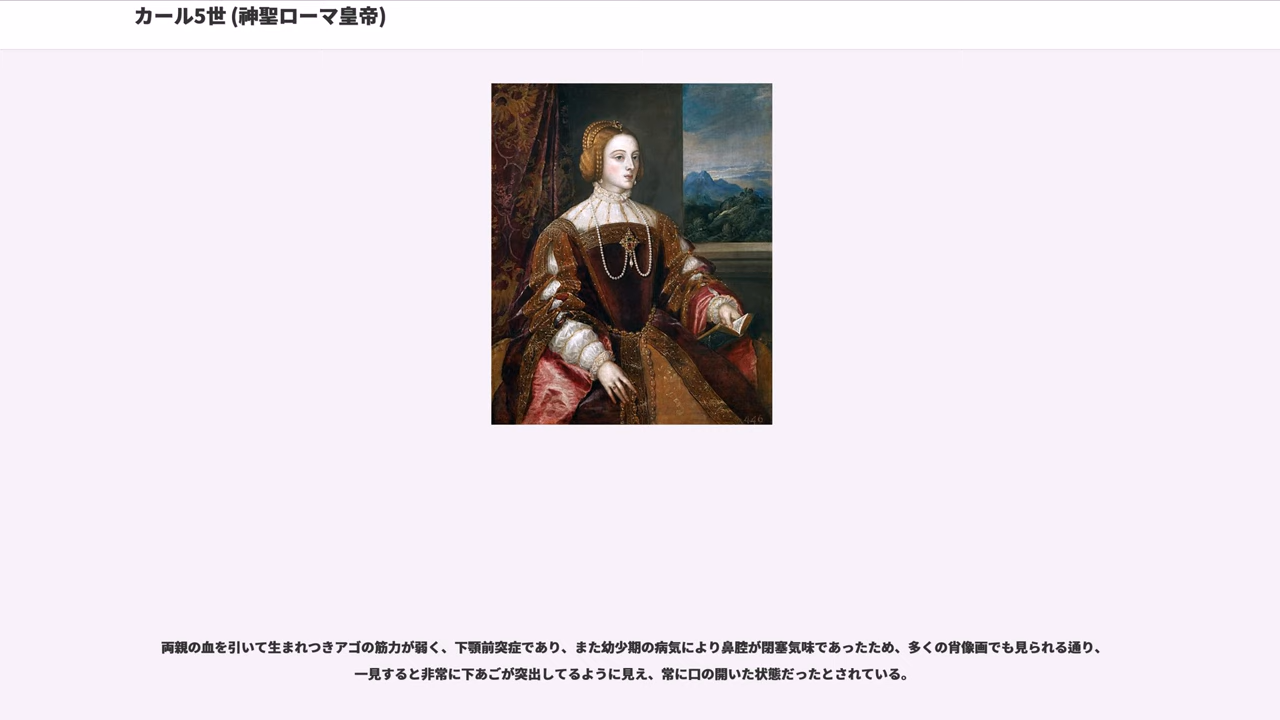 カール5世 (神聖ローマ皇帝)
446
両親の血を引いて生まれつきアゴの筋力が弱く、下顎前突症であり、また幼少期の病気により鼻腔が閉塞気味であったため、多くの肖像画でも見られる通り、
一見すると非常に下あごが突出してるように見え、常に口の開いた状態だったとされている。